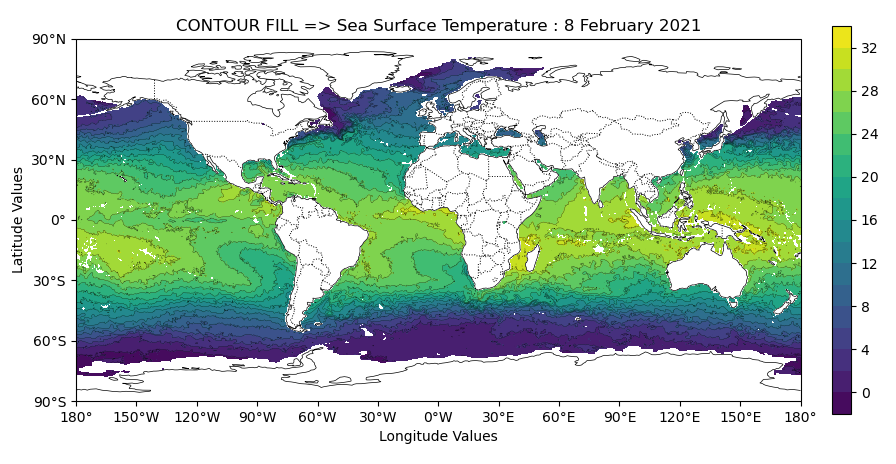 CONTOUR FILL => Sea Surface Temperature : 8 February 2021
90°N
60°N
30°N
0°
30°S
60°S
90°S
Latitude Values
180° 150°W 120°W 90°W 60°W 30°W 0°W 30°E 60°E 90°E 120°E 150°E 180°
Longitude Values
32
28
24
20
16
12
8
4
0